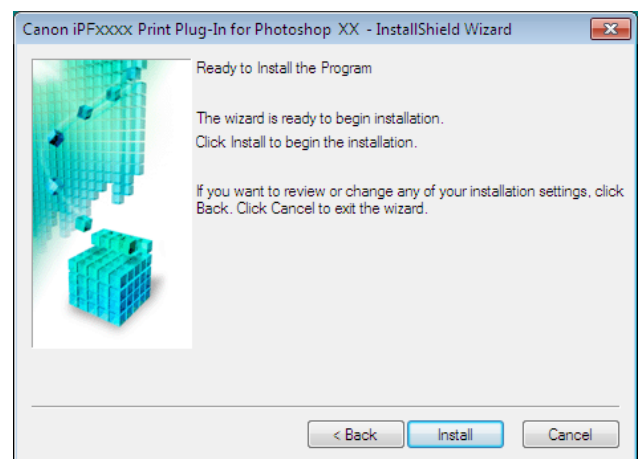 Canon iPFxxxx Print Plug-In for Photoshop XX - InstallShield Wizard
Ready to Install the Program
The wizard is ready to begin installation.
Click Install to begin the installation.
If you want to review or change any of your installation settings, click
Back. Click Cancel to exit the wizard.
< Back
Install
Cancel